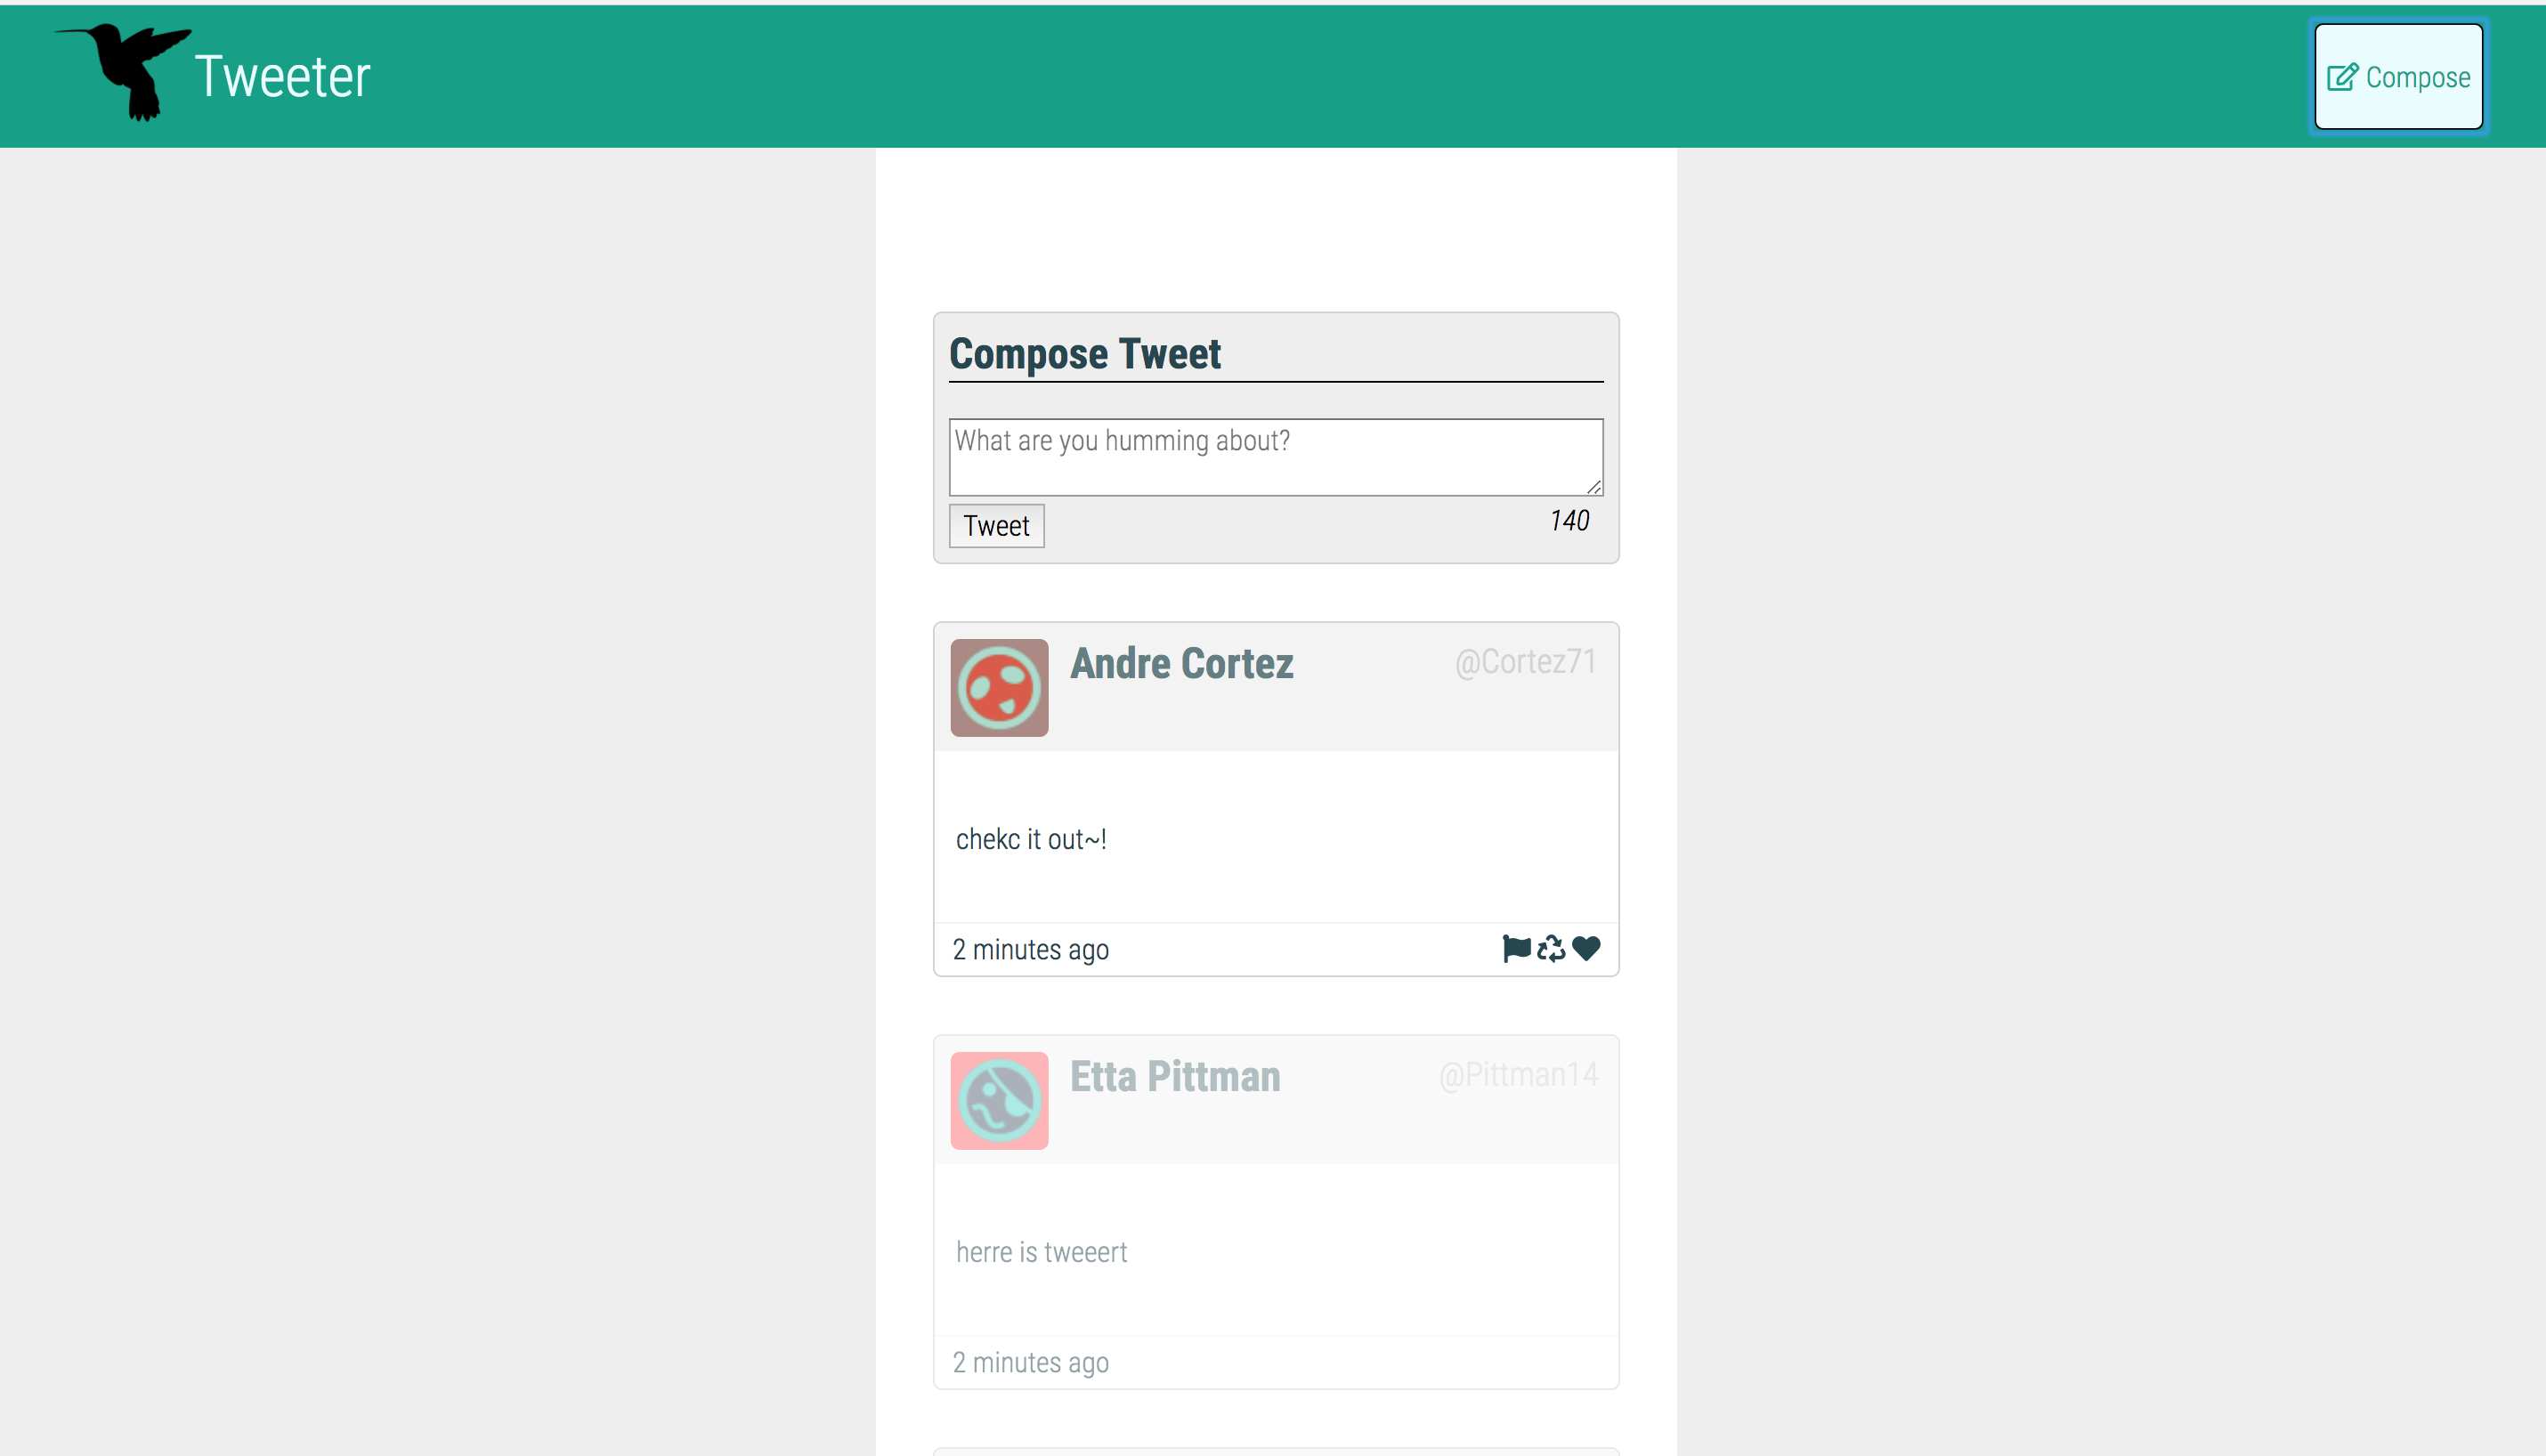 Tweeter
Compose
Compose Tweet
What are you humming about?
Tweet
140
Andre Cortez
@Cortez71
chekc it out~!
2 minutes ago
Etta Pittman
@Pittman14
herre is tweeert
2 minutes ago